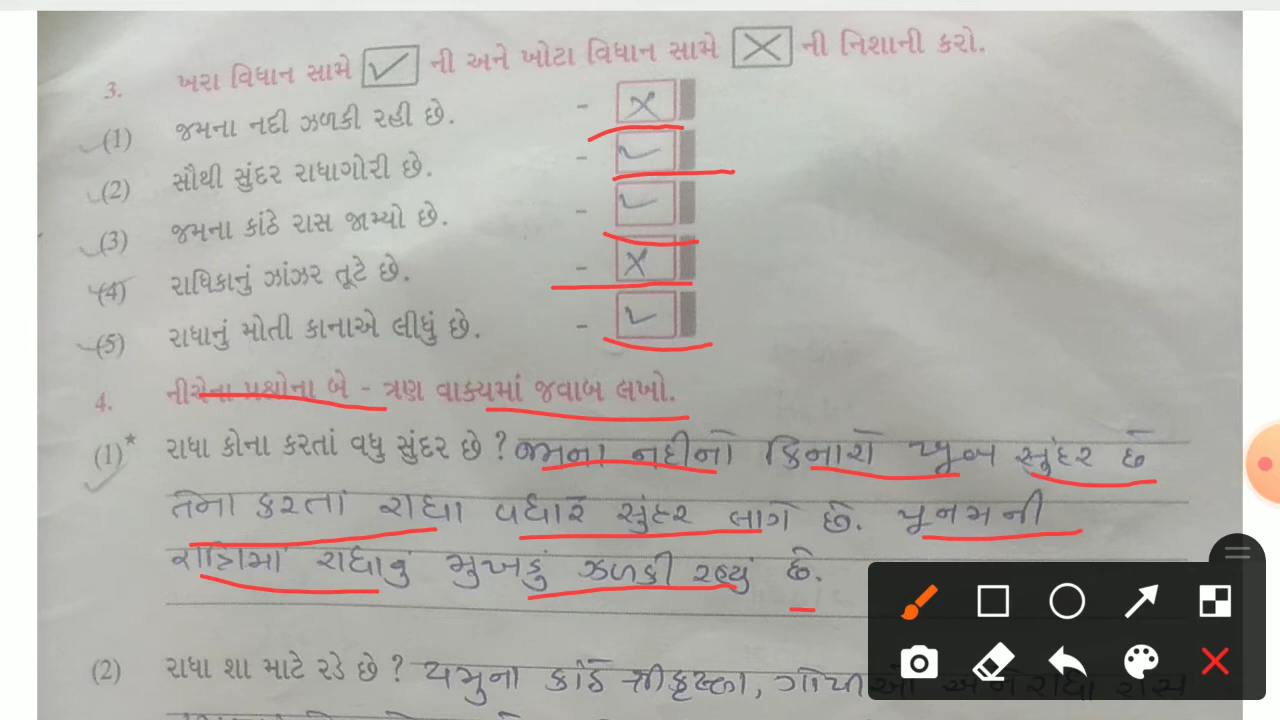 3. ખરા વિધાન સામે ✓ ની અને ખોટા વિધાન સામે ✗ ની નિશાની કરો.
(1) જમના નદી ઝળકી રહી છે. - ✗
(2) સૌથી સુંદર રાધાગોરી છે. - ✓
(3) જમના કાંઠે રાસ જામ્યો છે. - ✓
(4) રાધિકાનું ઝાંઝર તૂટે છે. - ✗
(5) રાધાનું મોતી કાનાએ લીધું છે. - ✓
4. નીચેના પ્રશ્નોના બે - ત્રણ વાક્યમાં જવાબ લખો.
(1)* રાધા કોના કરતાં વધુ સુંદર છે ? જમના નદીનો કિનારો ખૂબ સુંદર છે
તેના કરતાં રાધા વધારે સુંદર લાગે છે. પૂનમની
રાત્રિમાં રાધાનું મુખડું ઝળકી રહ્યું છે.
(2) રાધા શા માટે રડે છે ? યમુના કાંઠે શ્રીકૃષ્ણ, ગોપીઓ અને રાધા રાસ